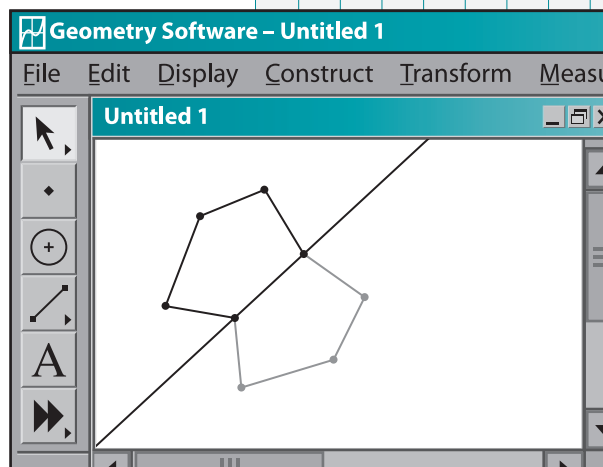 Geometry Software – Untitled 1
File Edit Display Construct Transform
Untitled 1
A